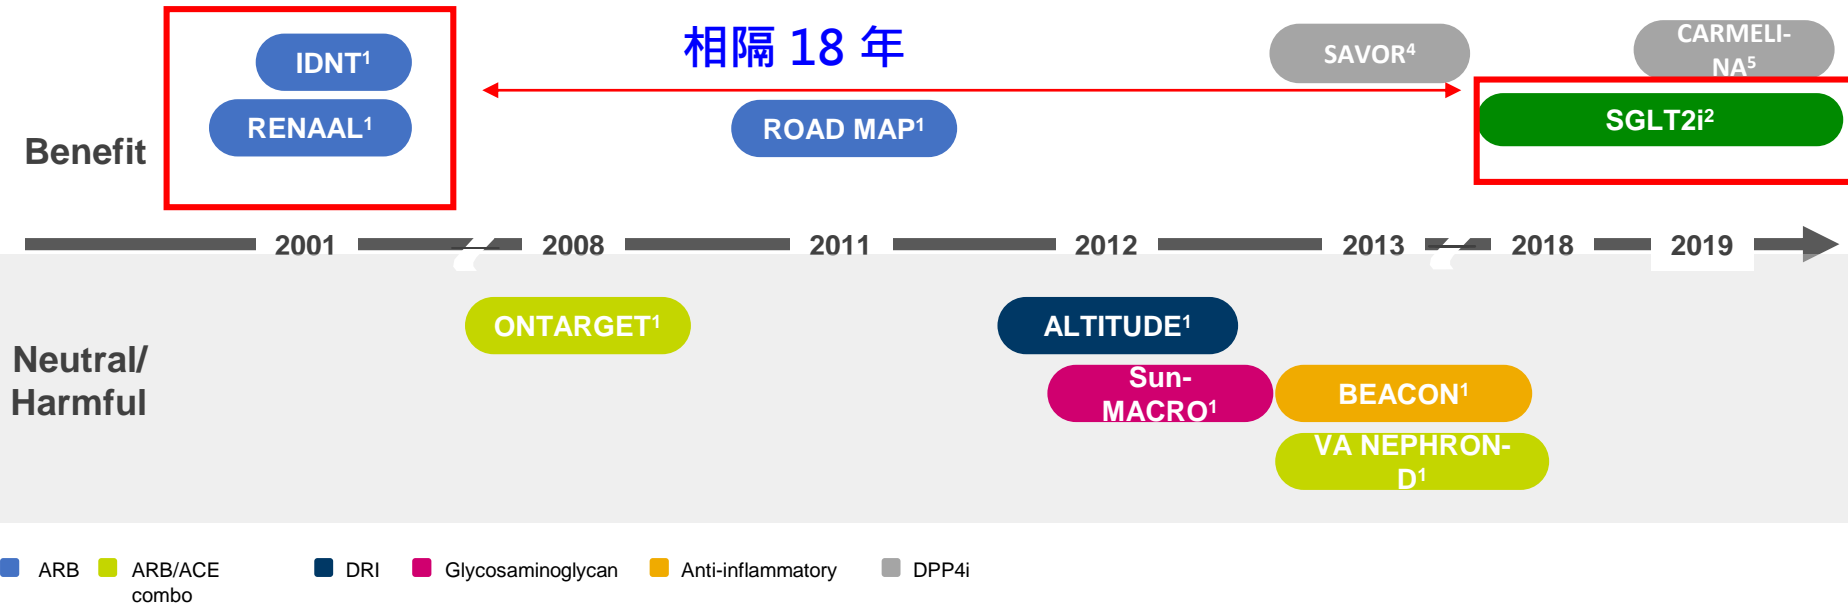 相隔 18 年
IDNT¹
RENAAL¹
ROAD MAP¹
SAVOR⁴
CARMELI-
NA⁵
SGLT2i²
Benefit
2001
2008
2011
2012
2013
2018
2019
Neutral/
Harmful
ONTARGET¹
ALTITUDE¹
Sun-
MACRO¹
BEACON¹
VA NEPHRON-
D¹
ARB
ARB/ACE
combo
DRI
Glycosaminoglycan
Anti-inflammatory
DPP4i